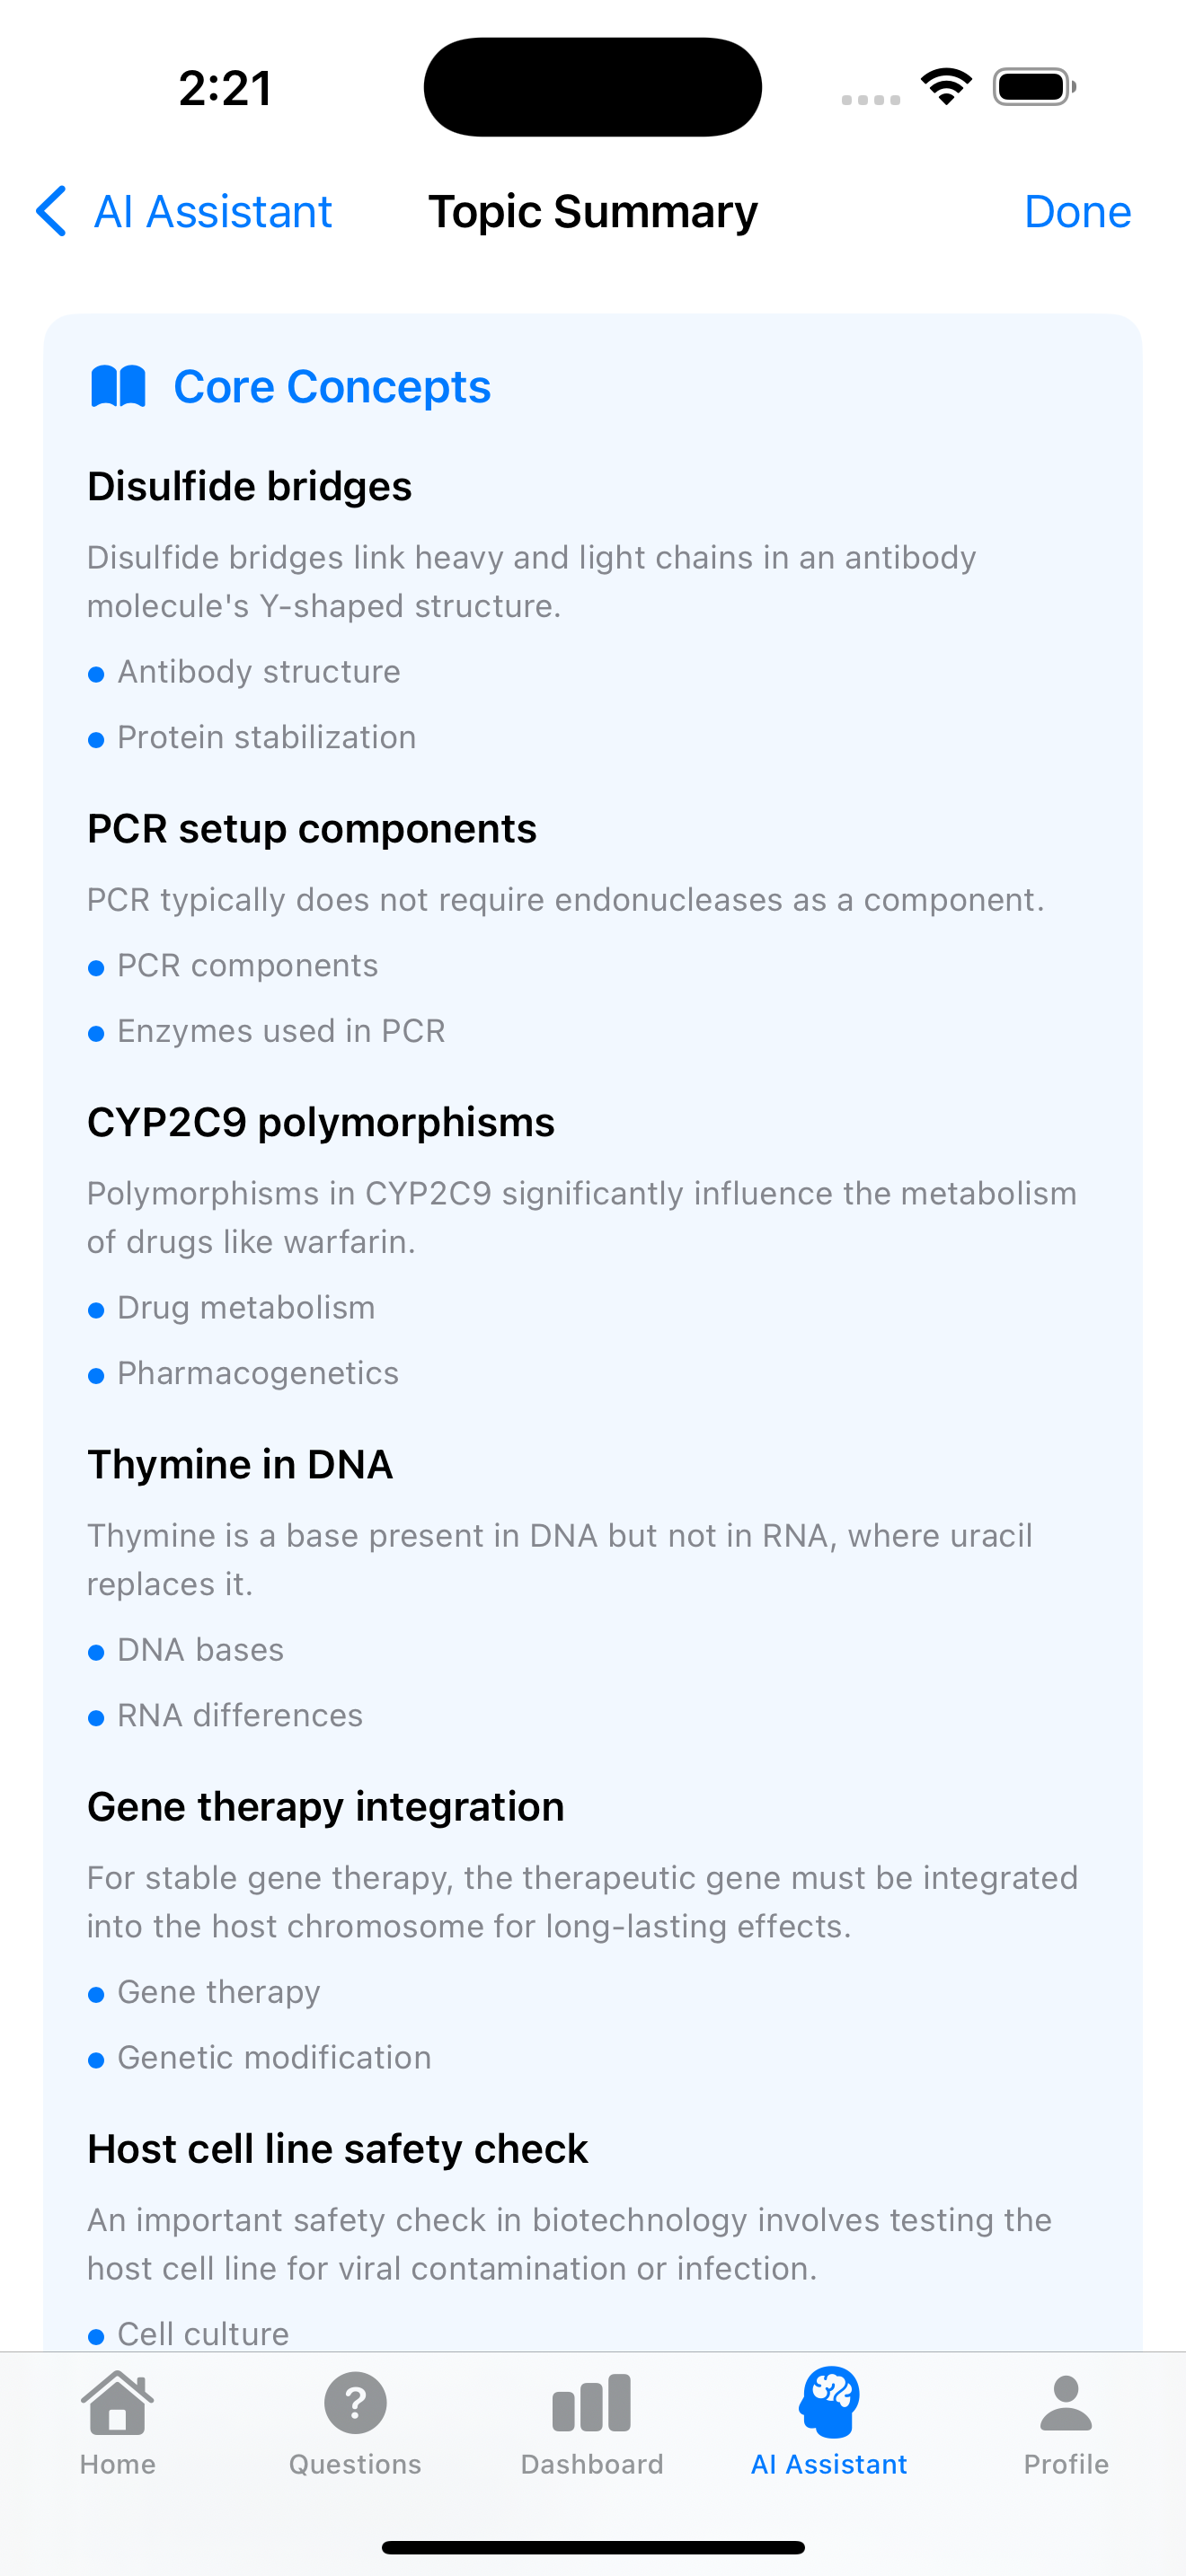 2:21
AI Assistant
Topic Summary
Done
Core Concepts
Disulfide bridges
Disulfide bridges link heavy and light chains in an antibody
molecule's Y-shaped structure.
Antibody structure
Protein stabilization
PCR setup components
PCR typically does not require endonucleases as a component.
PCR components
Enzymes used in PCR
CYP2C9 polymorphisms
Polymorphisms in CYP2C9 significantly influence the metabolism
of drugs like warfarin.
Drug metabolism
Pharmacogenetics
Thymine in DNA
Thymine is a base present in DNA but not in RNA, where uracil
replaces it.
DNA bases
RNA differences
Gene therapy integration
For stable gene therapy, the therapeutic gene must be integrated
into the host chromosome for long-lasting effects.
Gene therapy
Genetic modification
Host cell line safety check
An important safety check in biotechnology involves testing the
host cell line for viral contamination or infection.
Cell culture
Home
Questions
Dashboard
AI Assistant
Profile